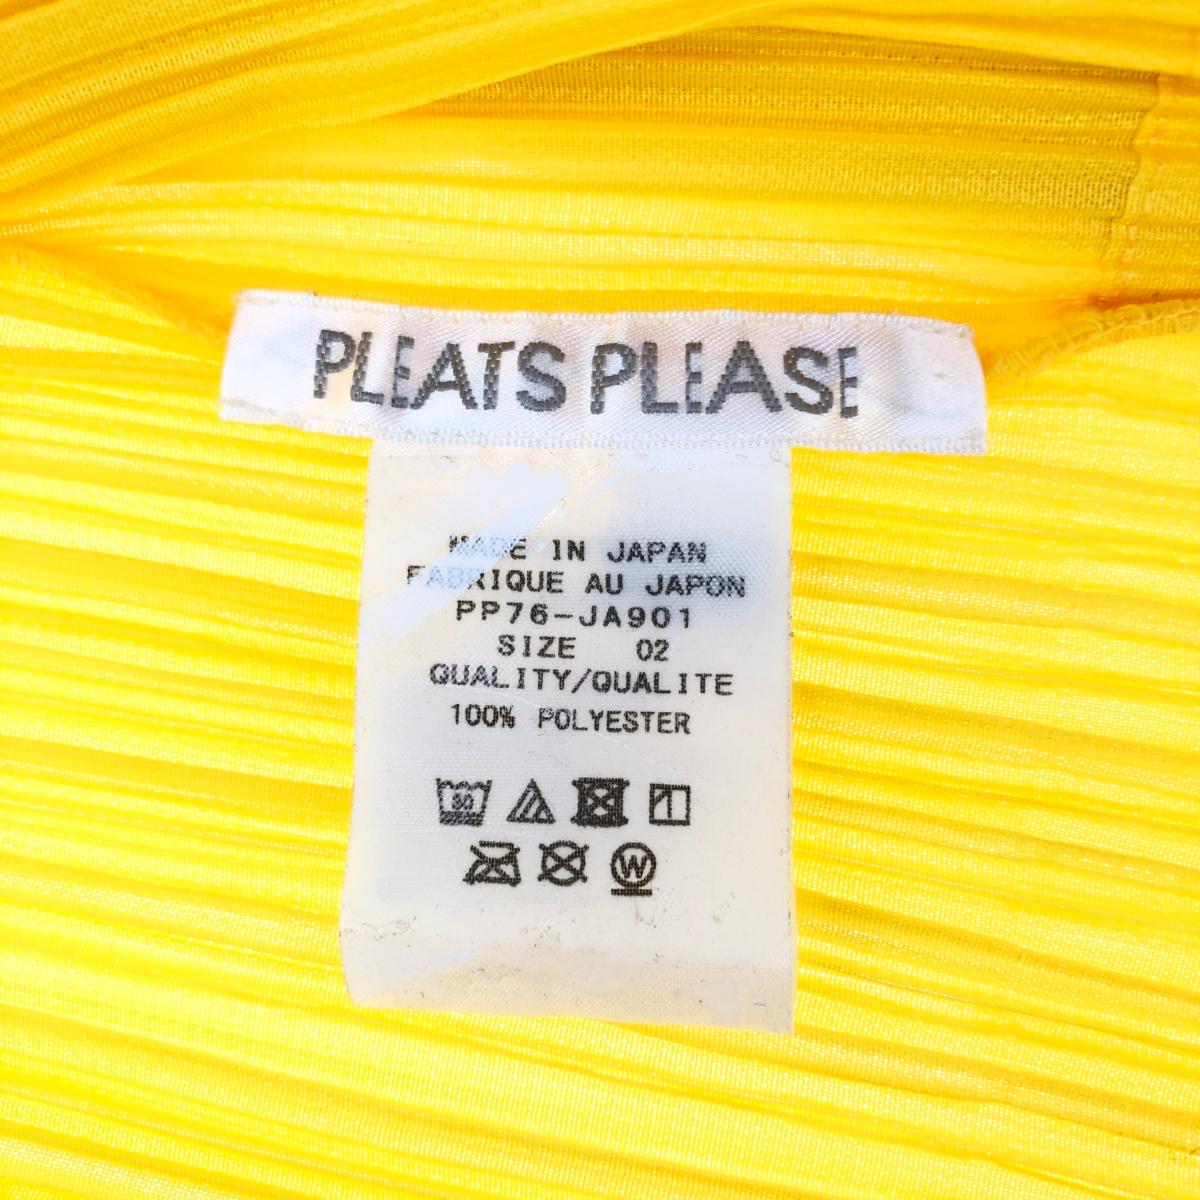 PLEATS PLEASE
MADE IN JAPAN
FABRIQUE AU JAPON
PP76-JA901
SIZE 02
QUALITY/QUALITE
100% POLYESTER
W